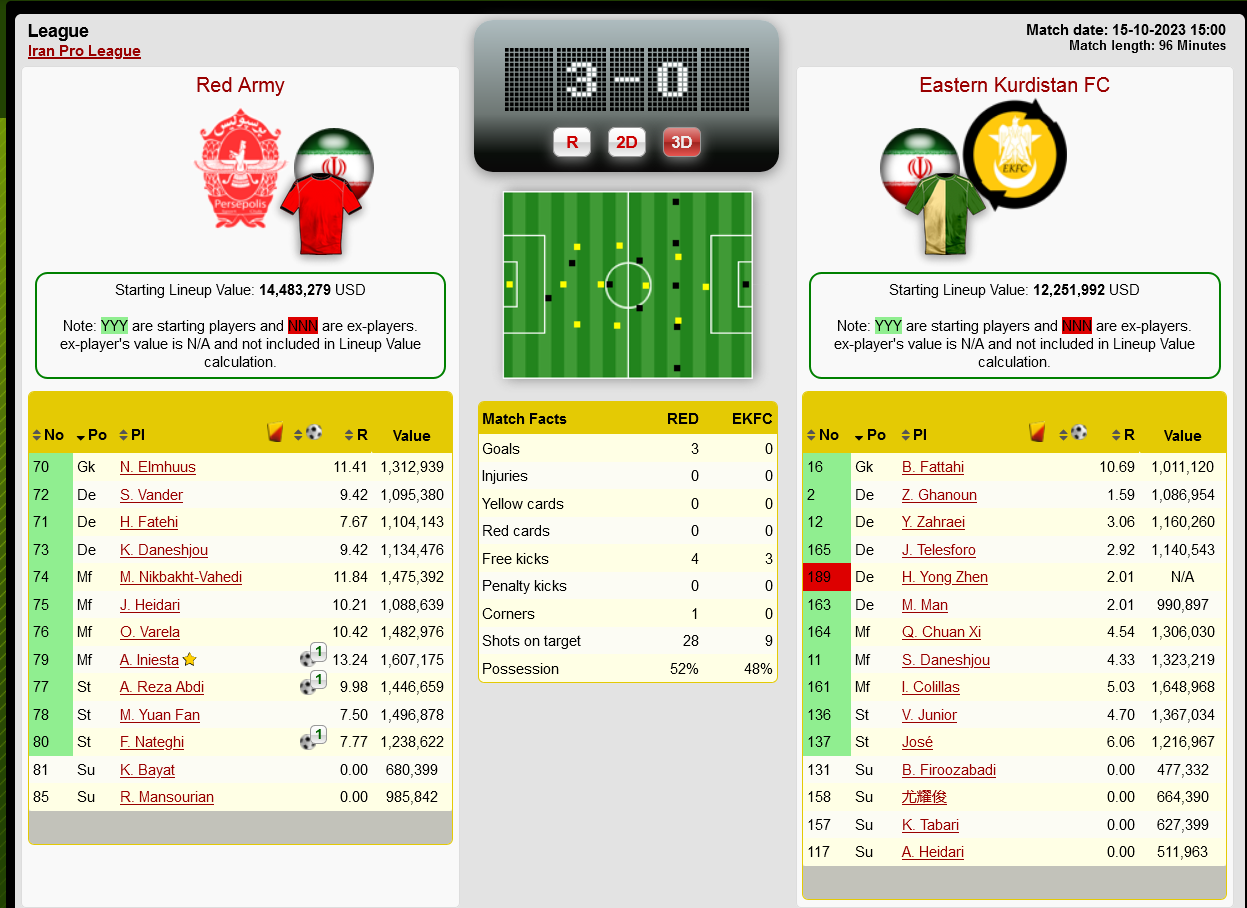 League
Iran Pro League
Match date: 15-10-2023 15:00
Match length: 96 Minutes
3-0
R 2D 3D
Red Army
پرسپولیس
Persepolis
Starting Lineup Value: 14,483,279 USD
Note: YYY are starting players and NNN are ex-players.
ex-player's value is N/A and not included in Lineup Value
calculation.
No Po Pl R Value
70 Gk N. Elmhuus 11.41 1,312,939
72 De S. Vander 9.42 1,095,380
71 De H. Fatehi 7.67 1,104,143
73 De K. Daneshjou 9.42 1,134,476
74 Mf M. Nikbakht-Vahedi 11.84 1,475,392
75 Mf J. Heidari 10.21 1,088,639
76 Mf O. Varela 10.42 1,482,976
79 Mf A. Iniesta 1 13.24 1,607,175
77 St A. Reza Abdi 1 9.98 1,446,659
78 St M. Yuan Fan 7.50 1,496,878
80 St F. Nateghi 1 7.77 1,238,622
81 Su K. Bayat 0.00 680,399
85 Su R. Mansourian 0.00 985,842
Match Facts RED EKFC
Goals 3 0
Injuries 0 0
Yellow cards 0 0
Red cards 0 0
Free kicks 4 3
Penalty kicks 0 0
Corners 1 0
Shots on target 28 9
Possession 52% 48%
Eastern Kurdistan FC
EKFC
Starting Lineup Value: 12,251,992 USD
Note: YYY are starting players and NNN are ex-players.
ex-player's value is N/A and not included in Lineup Value
calculation.
No Po Pl R Value
16 Gk B. Fattahi 10.69 1,011,120
2 De Z. Ghanoun 1.59 1,086,954
12 De Y. Zahraei 3.06 1,160,260
165 De J. Telesforo 2.92 1,140,543
189 De H. Yong Zhen 2.01 N/A
163 De M. Man 2.01 990,897
164 Mf Q. Chuan Xi 4.54 1,306,030
11 Mf S. Daneshjou 4.33 1,323,219
161 Mf I. Colillas 5.03 1,648,968
136 St V. Junior 4.70 1,367,034
137 St José 6.06 1,216,967
131 Su B. Firoozabadi 0.00 477,332
158 Su 尤耀俊 0.00 664,390
157 Su K. Tabari 0.00 627,399
117 Su A. Heidari 0.00 511,963